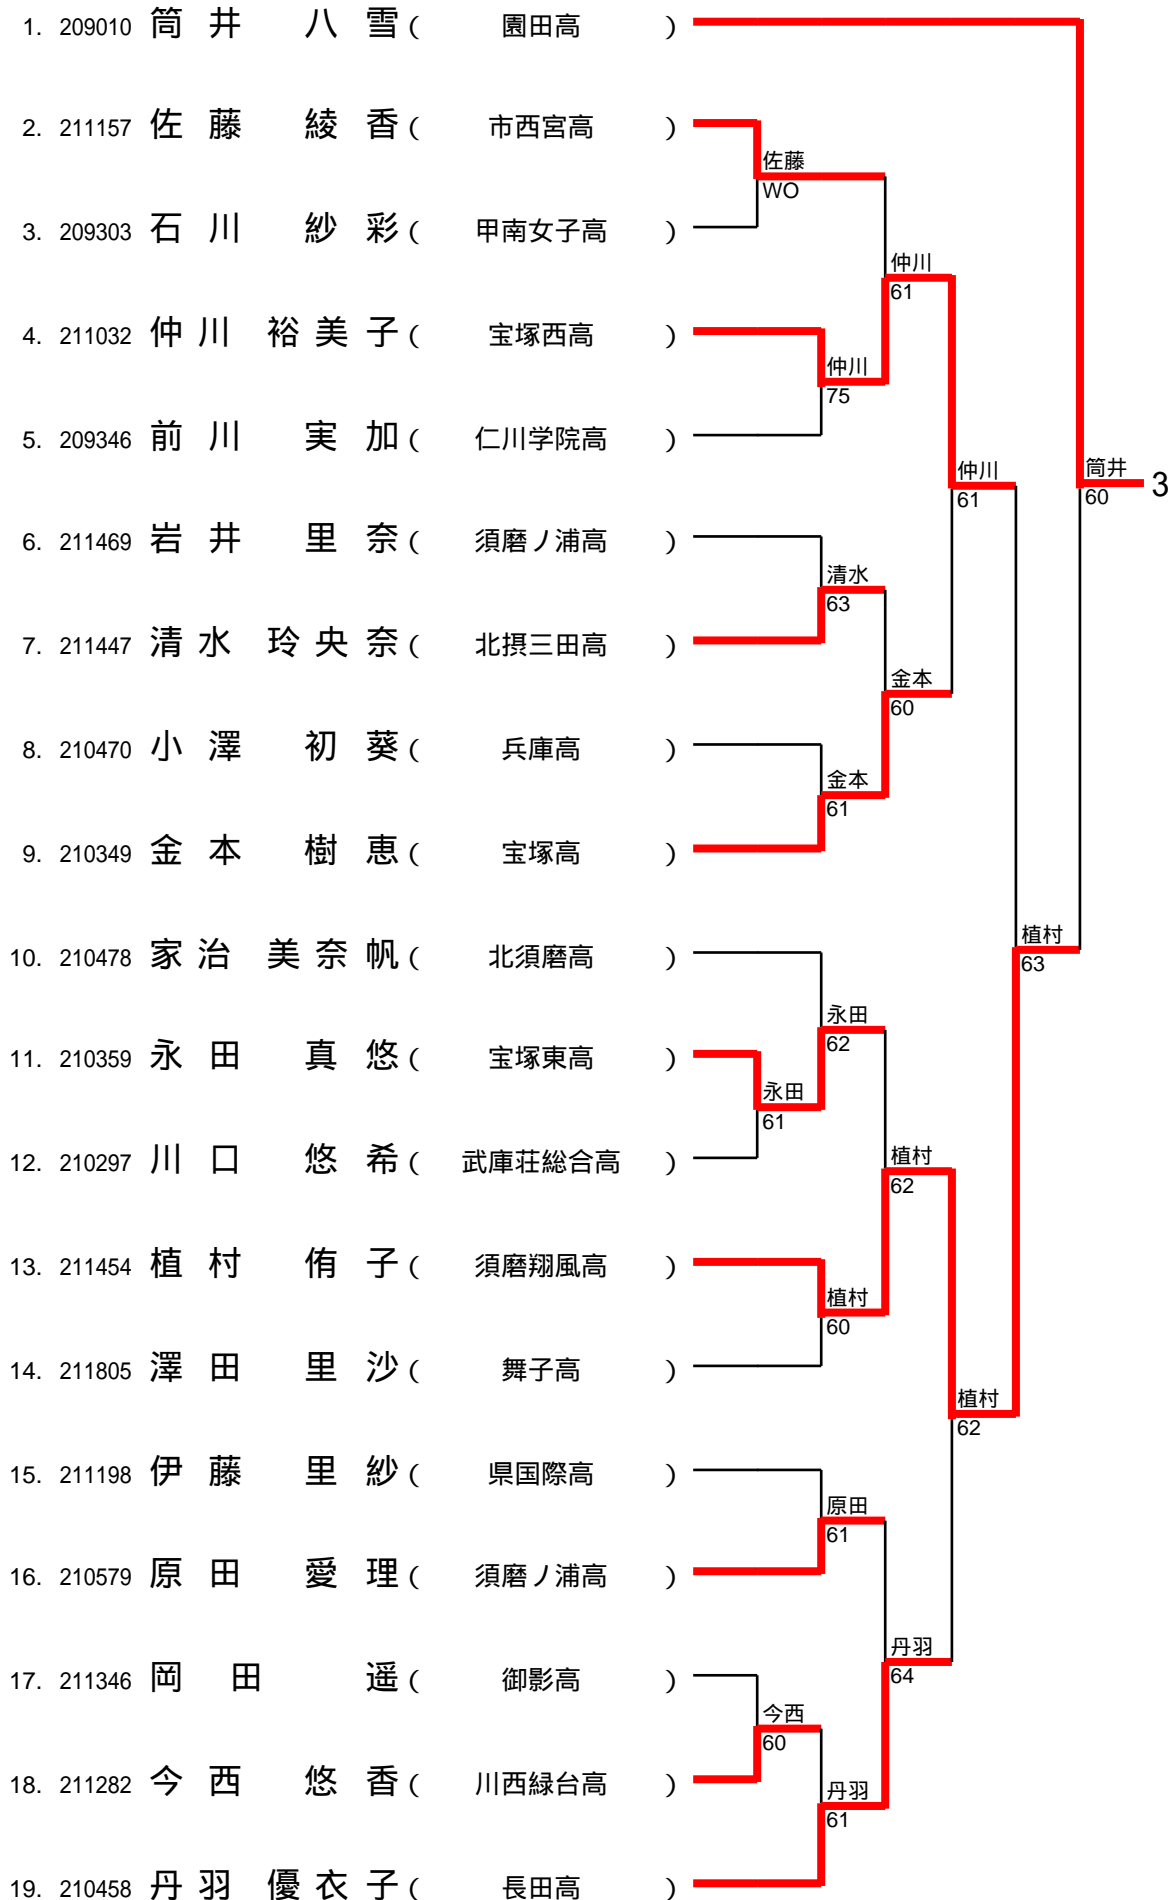 1. 209010 筒井 八雪 ( 園田高 )
2. 211157 佐藤 綾香 ( 市西宮高 )
佐藤
WO
3. 209303 石川 紗彩 ( 甲南女子高 )
仲川
61
4. 211032 仲川 裕美子 ( 宝塚西高 )
仲川
75
5. 209346 前川 実加 ( 仁川学院高 )
仲川
61
筒井
60
3
6. 211469 岩井 里奈 ( 須磨ノ浦高 )
清水
63
7. 211447 清水 玲央奈 ( 北摂三田高 )
金本
60
8. 210470 小澤 初葵 ( 兵庫高 )
金本
61
9. 210349 金本 樹恵 ( 宝塚高 )
植村
63
10. 210478 家治 美奈帆 ( 北須磨高 )
永田
62
11. 210359 永田 真悠 ( 宝塚東高 )
永田
61
12. 210297 川口 悠希 ( 武庫荘総合高 )
植村
62
13. 211454 植村 侑子 ( 須磨翔風高 )
植村
60
14. 211805 澤田 里沙 ( 舞子高 )
植村
62
15. 211198 伊藤 里紗 ( 県国際高 )
原田
61
16. 210579 原田 愛理 ( 須磨ノ浦高 )
丹羽
64
17. 211346 岡田 遥 ( 御影高 )
今西
60
18. 211282 今西 悠香 ( 川西緑台高 )
丹羽
61
19. 210458 丹羽 優衣子 ( 長田高 )